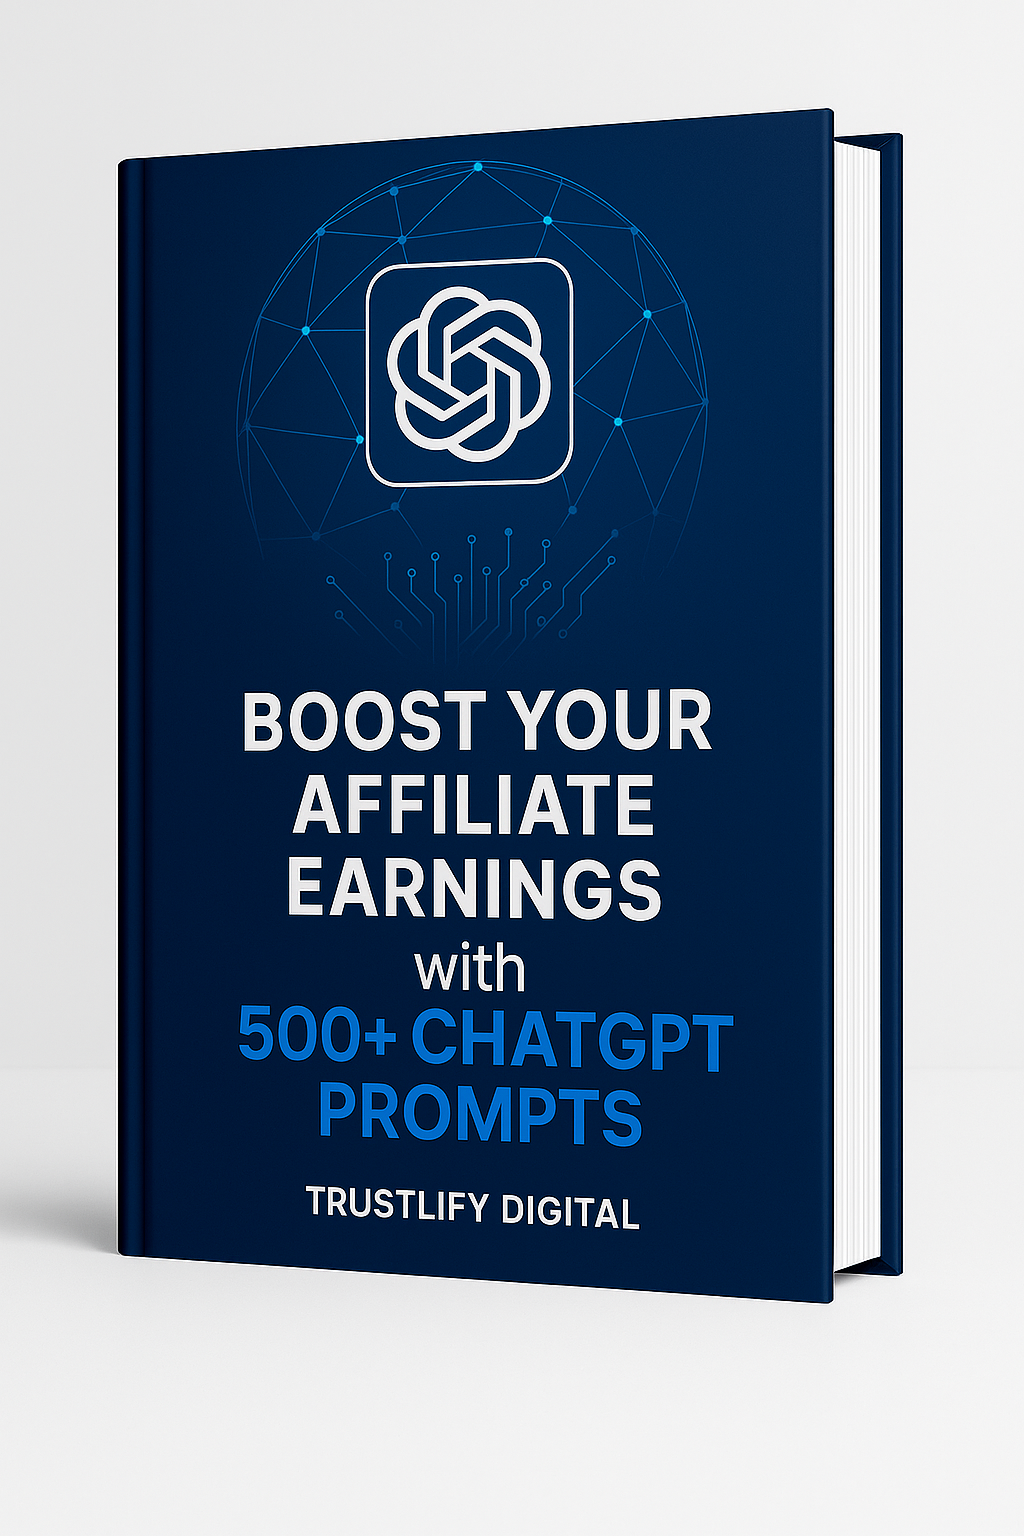 BOOST YOUR
AFFILIATE
EARNINGS
with
500+ CHATGPT
PROMPTS
TRUSTLIFY DIGITAL